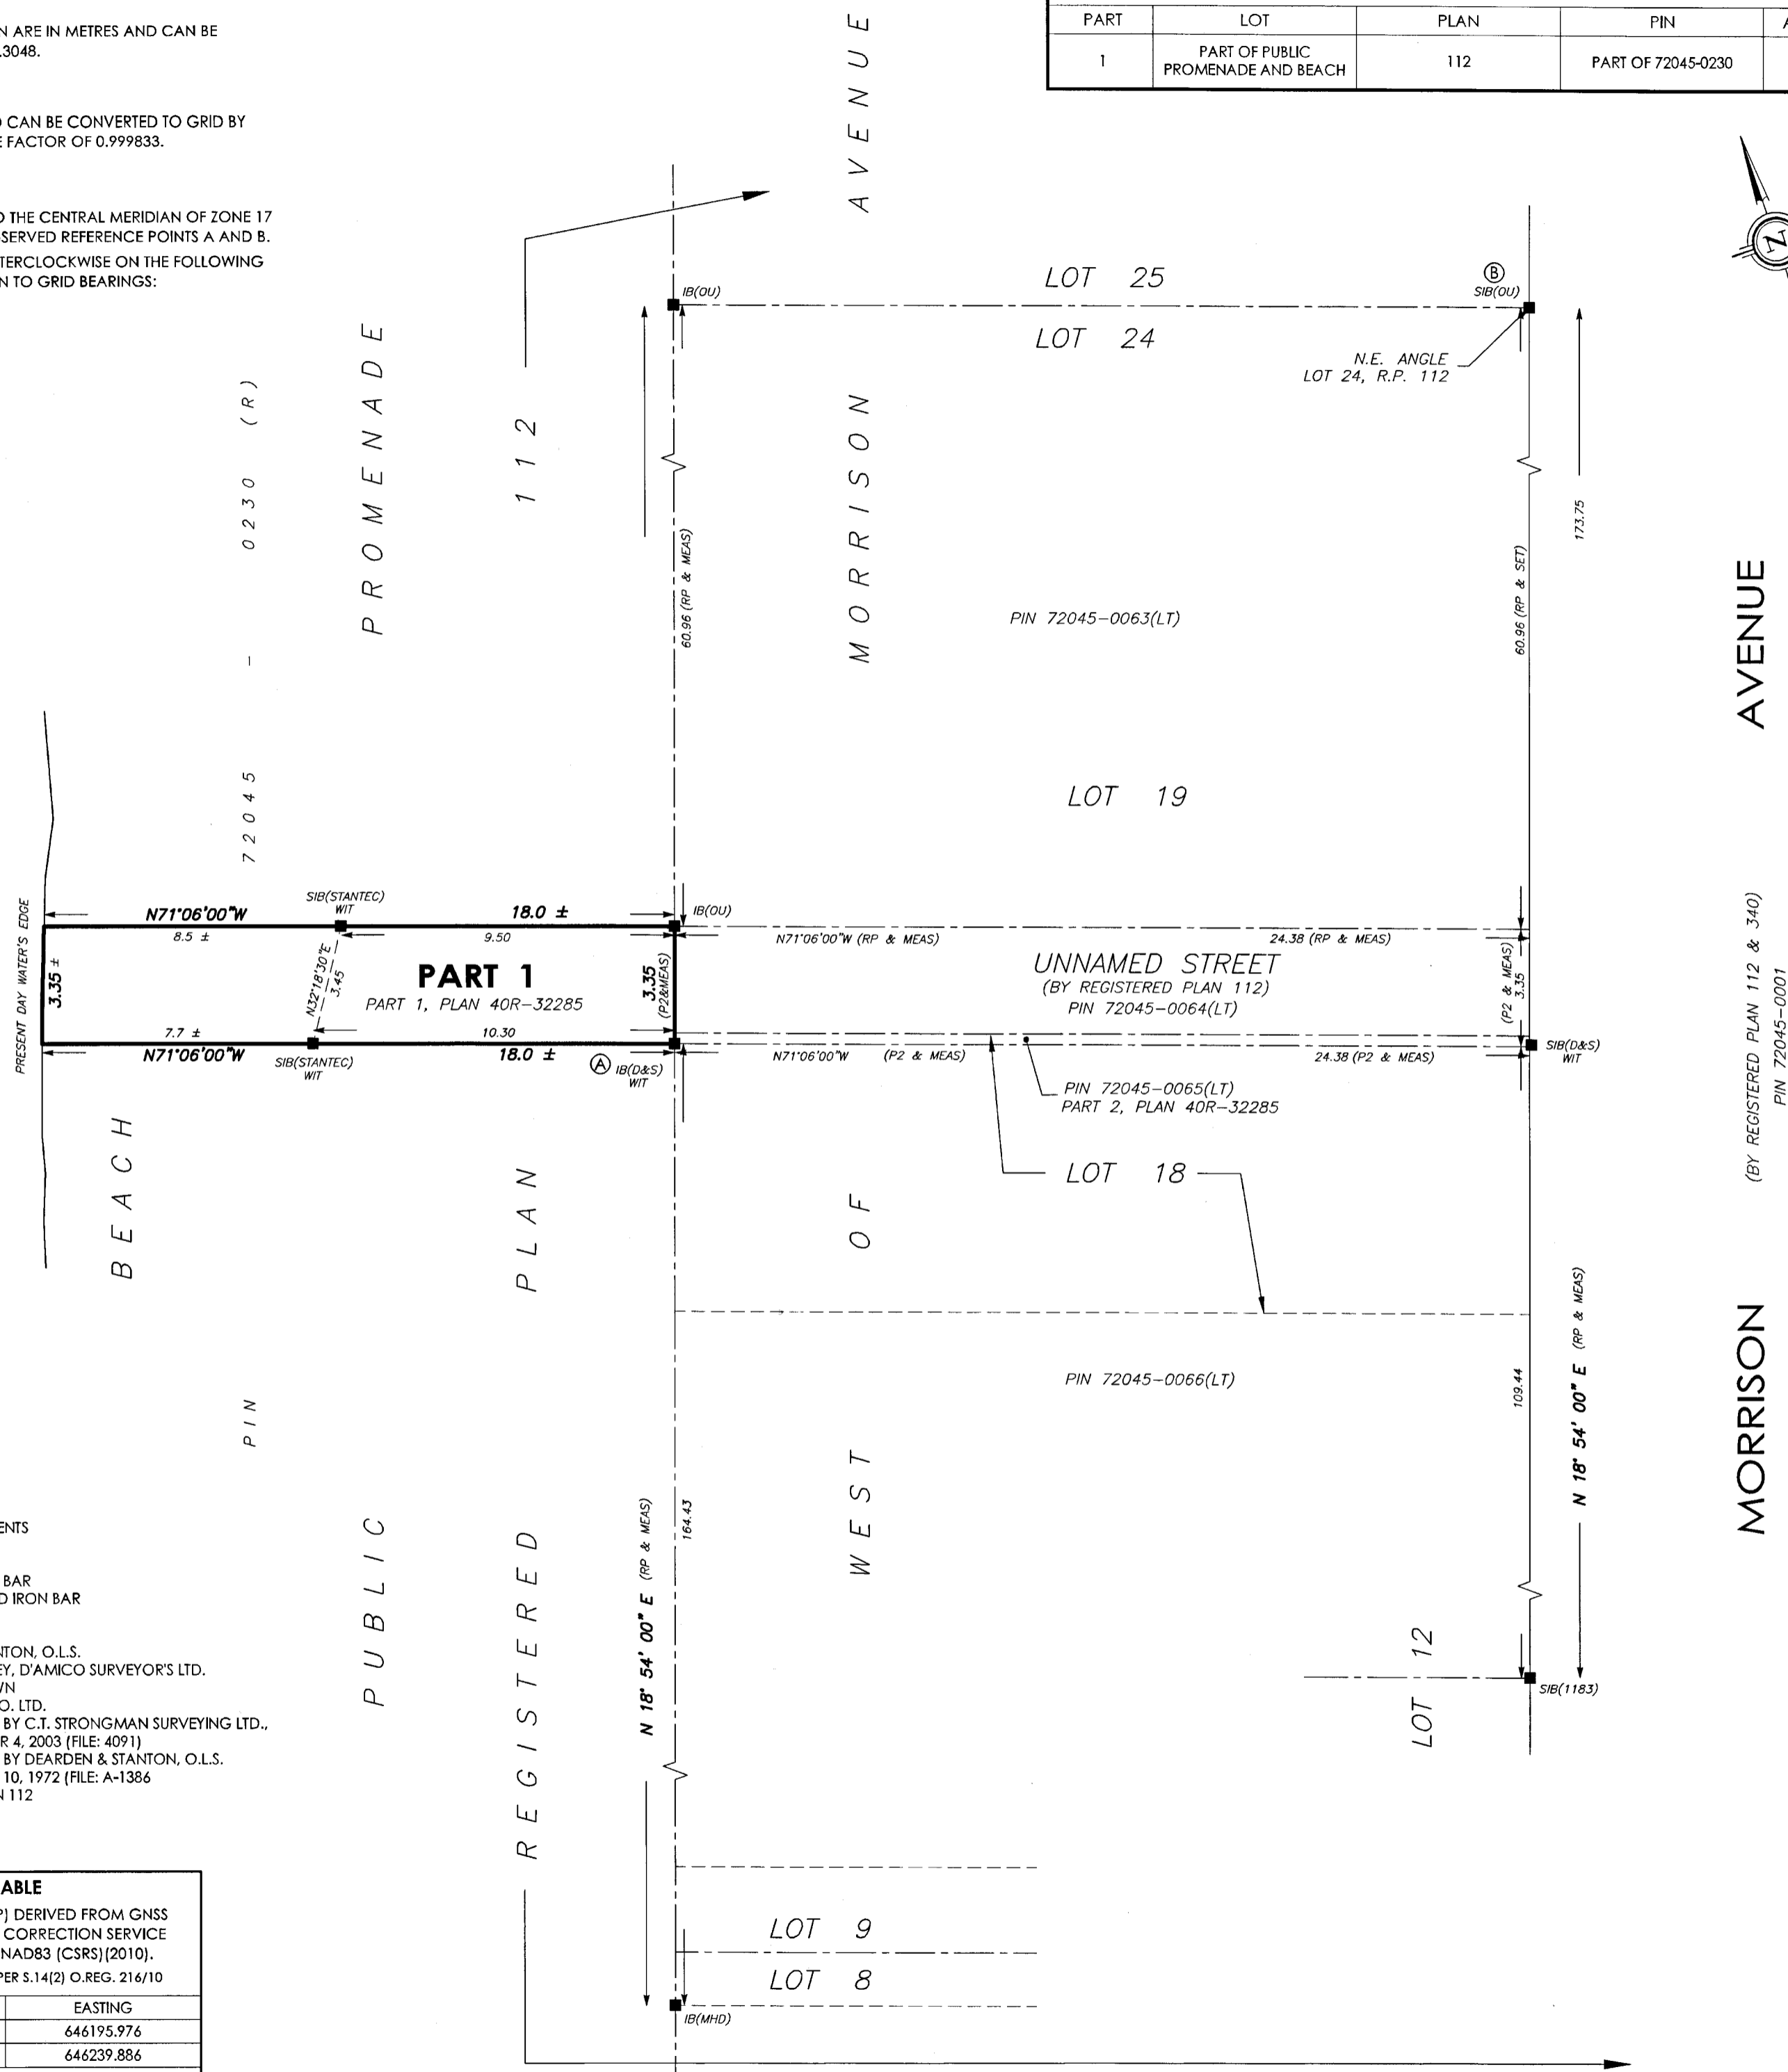 N ARE IN METRES AND CAN BE
.3048.
D CAN BE CONVERTED TO GRID BY
E FACTOR OF 0.999833.
O THE CENTRAL MERIDIAN OF ZONE 17
SERVED REFERENCE POINTS A AND B.
TERCLOCKWISE ON THE FOLLOWING
N TO GRID BEARINGS:
PART LOT PLAN PIN A
1 PART OF PUBLIC PROMENADE AND BEACH 112 PART OF 72045-0230
N
PIN 72045 - 0230 (R)
BEACH
PUBLIC PROMENADE
REGISTERED PLAN 112
WEST OF MORRISON AVENUE
IB(OU)
LOT 25
B
SIB(OU)
LOT 24
N.E. ANGLE
LOT 24, R.P. 112
173.75
60.96 (RP & MEAS)
60.96 (RP & SET)
PIN 72045-0063(LT)
LOT 19
MORRISON AVENUE
(BY REGISTERED PLAN 112 & 340)
PIN 72045-0001
PRESENT DAY WATER'S EDGE
SIB(STANTEC)
WIT
N71°06'00"W
18.0 ±
IB(OU)
8.5 ±
9.50
N71°06'00"W (RP & MEAS)
24.38 (RP & MEAS)
3.35 ±
N32°18'30"E
3.45
PART 1
PART 1, PLAN 40R-32285
3.35
(P2&MEAS)
UNNAMED STREET
(BY REGISTERED PLAN 112)
PIN 72045-0064(LT)
(P2 & MEAS)
3.35
7.7 ±
10.30
N71°06'00"W
18.0 ±
SIB(STANTEC)
WIT
A
IB(D&S)
WIT
N71°06'00"W (P2 & MEAS)
24.38 (P2 & MEAS)
SIB(D&S)
WIT
PIN 72045-0065(LT)
PART 2, PLAN 40R-32285
LOT 18
PIN 72045-0066(LT)
109.44
N 18° 54' 00" E (RP & MEAS)
N 18° 54' 00" E (RP & MEAS)
164.43
LOT 12
SIB(1183)
LOT 9
LOT 8
IB(MHD)
ENTS
BAR
D IRON BAR
NTON, O.L.S.
EY, D'AMICO SURVEYOR'S LTD.
WN
O. LTD.
BY C.T. STRONGMAN SURVEYING LTD.,
R 4, 2003 (FILE: 4091)
BY DEARDEN & STANTON, O.L.S.
10, 1972 (FILE: A-1386
N 112
ABLE
P) DERIVED FROM GNSS
CORRECTION SERVICE
NAD83 (CSRS)(2010).
PER S.14(2) O.REG. 216/10
EASTING
646195.976
646239.886